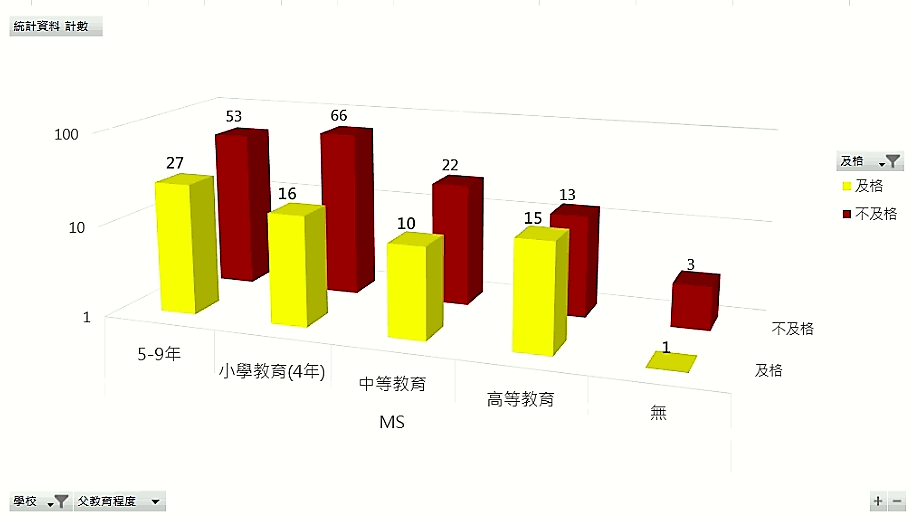 統計資料 計數
53
66
27
22
16
13
15
10
3
1
100
10
1
及格
及格
不及格
不及格
及格
5-9年
小學教育(4年)
中等教育
高等教育
無
MS
學校
父教育程度
+
−